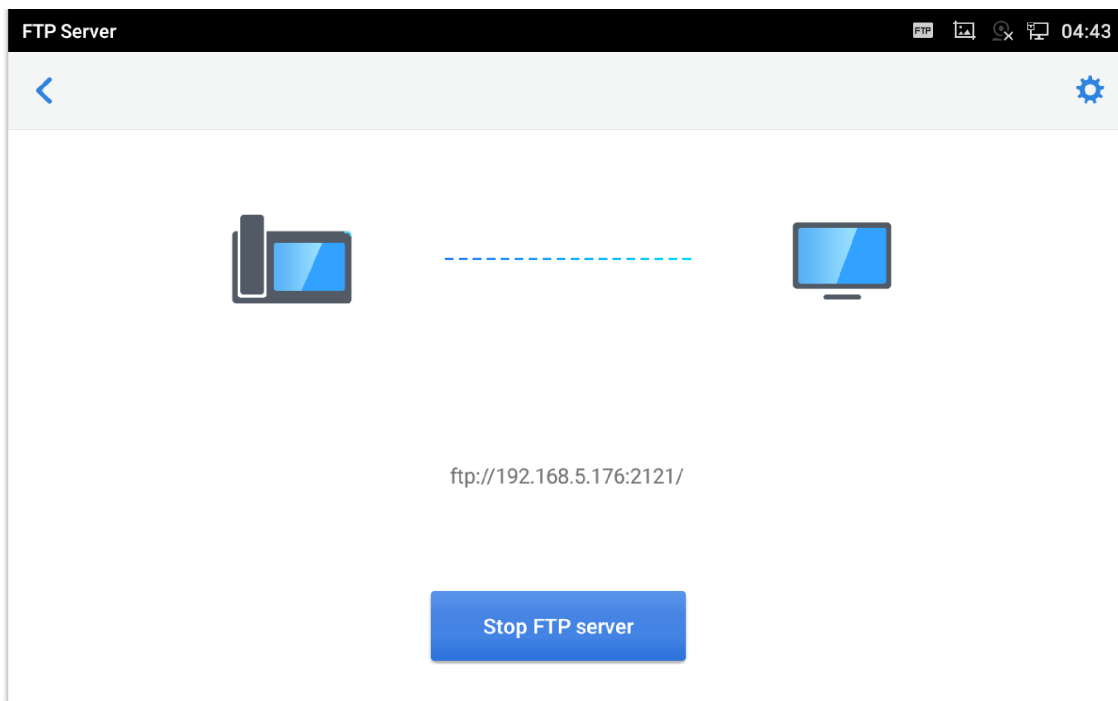 FTP Server
FTP
04:43
ftp://192.168.5.176:2121/
Stop FTP server